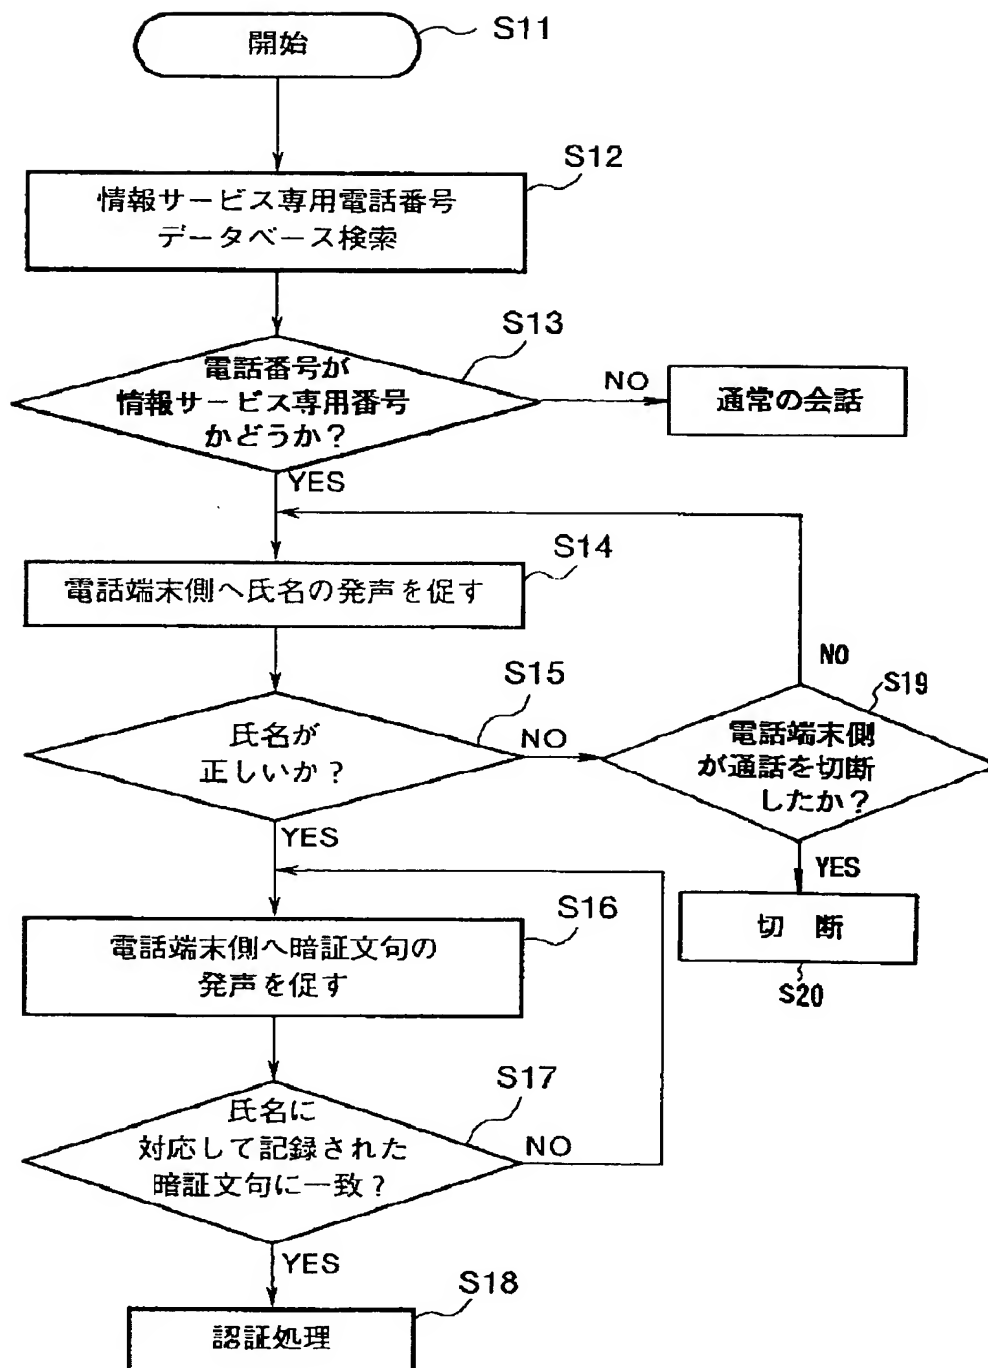 開始
S11
S12
情報サービス専用電話番号
データベース検索
S13
電話番号が
情報サービス専用番号
かどうか？
NO
通常の会話
YES
S14
電話端末側へ氏名の発声を促す
S15
氏名が
正しいか？
NO
NO
S19
電話端末側
が通話を切断
したか？
YES
YES
切 断
S20
S16
電話端末側へ暗証文句の
発声を促す
S17
氏名に
対応して記録された
暗証文句に一致？
NO
YES
S18
認証処理